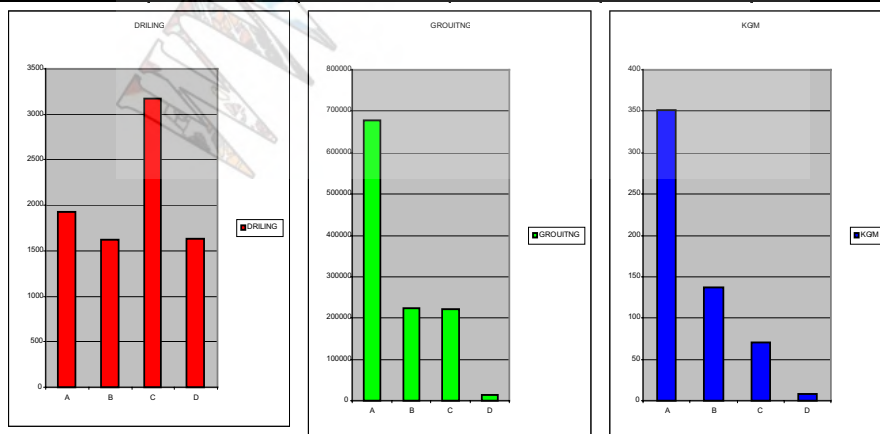 DRILING
3500
3000
2500
2000
1500
1000
500
0
A B C D
DRILING
GROUITNG
800000
700000
600000
500000
400000
300000
200000
100000
0
A B C D
GROUITNG
KGM
400
350
300
250
200
150
100
50
0
A B C D
KGM